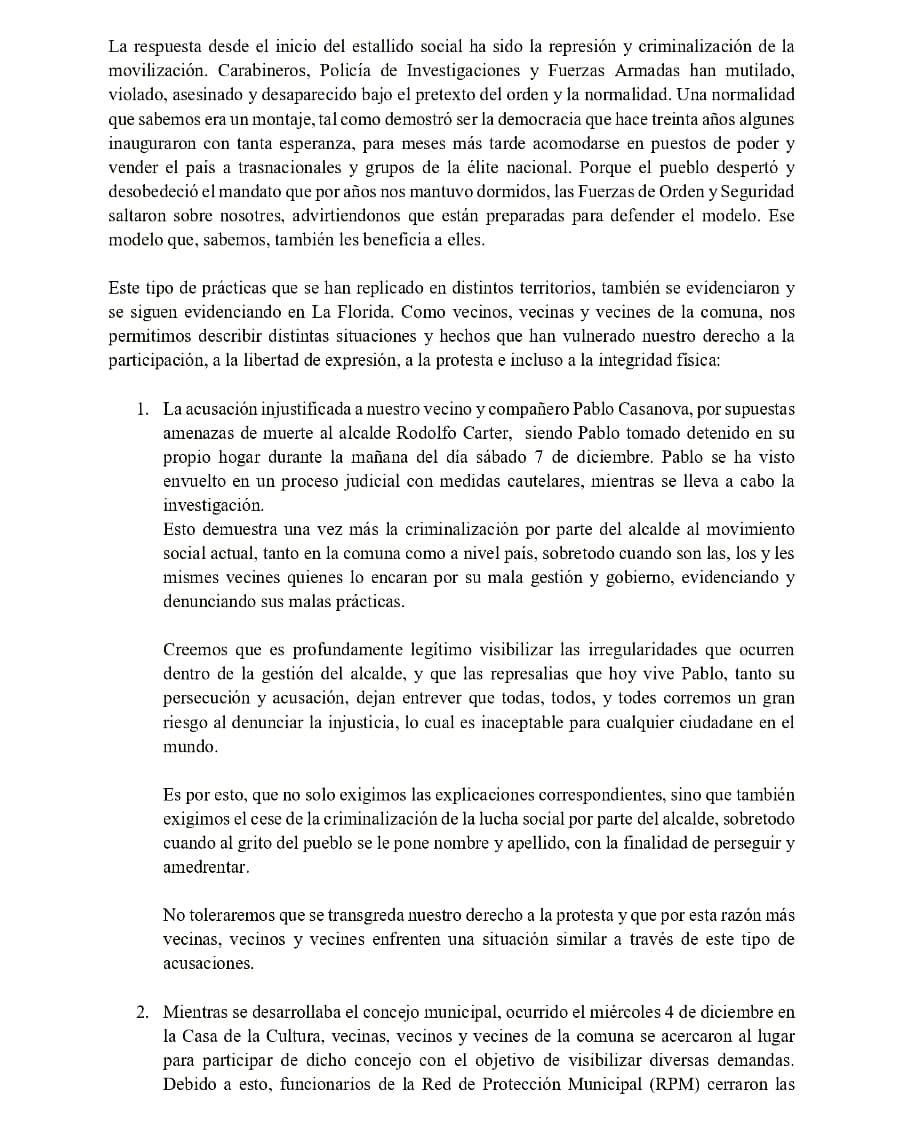 La respuesta desde el inicio del estallido social ha sido la represión y criminalización de la
movilización. Carabineros, Policía de Investigaciones y Fuerzas Armadas han mutilado,
violado, asesinado y desaparecido bajo el pretexto del orden y la normalidad. Una normalidad
que sabemos era un montaje, tal como demostró ser la democracia que hace treinta años algunes
inauguraron con tanta esperanza, para meses más tarde acomodarse en puestos de poder y
vender el país a trasnacionales y grupos de la élite nacional. Porque el pueblo despertó y
desobedeció el mandato que por años nos mantuvo dormidos, las Fuerzas de Orden y Seguridad
saltaron sobre nosotres, advirtiendonos que están preparadas para defender el modelo. Ese
modelo que, sabemos, también les beneficia a elles.
Este tipo de prácticas que se han replicado en distintos territorios, también se evidenciaron y
se siguen evidenciando en La Florida. Como vecinos, vecinas y vecines de la comuna, nos
permitimos describir distintas situaciones y hechos que han vulnerado nuestro derecho a la
participación, a la libertad de expresión, a la protesta e incluso a la integridad física:
1. La acusación injustificada a nuestro vecino y compañero Pablo Casanova, por supuestas
amenazas de muerte al alcalde Rodolfo Carter, siendo Pablo tomado detenido en su
propio hogar durante la mañana del día sábado 7 de diciembre. Pablo se ha visto
envuelto en un proceso judicial con medidas cautelares, mientras se lleva a cabo la
investigación.
Esto demuestra una vez más la criminalización por parte del alcalde al movimiento
social actual, tanto en la comuna como a nivel país, sobretodo cuando son las, los y les
mismes vecines quienes lo encaran por su mala gestión y gobierno, evidenciando y
denunciando sus malas prácticas.
Creemos que es profundamente legítimo visibilizar las irregularidades que ocurren
dentro de la gestión del alcalde, y que las represalias que hoy vive Pablo, tanto su
persecución y acusación, dejan entrever que todas, todos, y todes corremos un gran
riesgo al denunciar la injusticia, lo cual es inaceptable para cualquier ciudadane en el
mundo.
Es por esto, que no solo exigimos las explicaciones correspondientes, sino que también
exigimos el cese de la criminalización de la lucha social por parte del alcalde, sobretodo
cuando al grito del pueblo se le pone nombre y apellido, con la finalidad de perseguir y
amedrentar.
No toleraremos que se transgreda nuestro derecho a la protesta y que por esta razón más
vecinas, vecinos y vecines enfrenten una situación similar a través de este tipo de
acusaciones.
2. Mientras se desarrollaba el concejo municipal, ocurrido el miércoles 4 de diciembre en
la Casa de la Cultura, vecinas, vecinos y vecines de la comuna se acercaron al lugar
para participar de dicho concejo con el objetivo de visibilizar diversas demandas.
Debido a esto, funcionarios de la Red de Protección Municipal (RPM) cerraron las